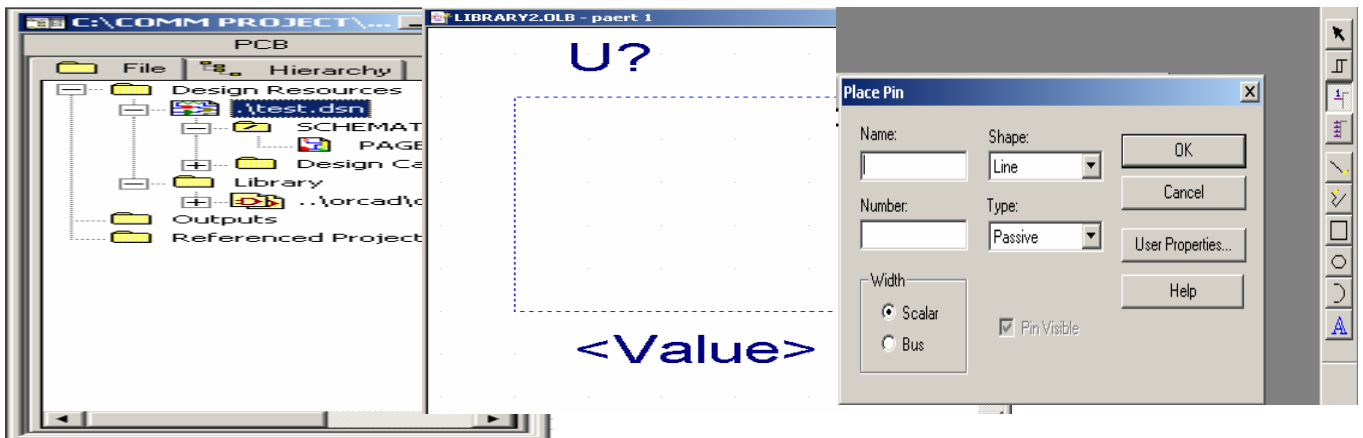 C:\COMM PROJECT\...
PCB
File
Hierarchy
Design Resources
.\test.dsn
SCHEMAT
PAGE
Design Ca
Library
..\orcad\c
Outputs
Referenced Project
LIBRARY2.OLB - paert 1
U?
<Value>
Place Pin
Name:
Shape:
Line
OK
Cancel
Number:
Type:
Passive
User Properties...
Width
Scalar
Bus
Pin Visible
Help
1
A